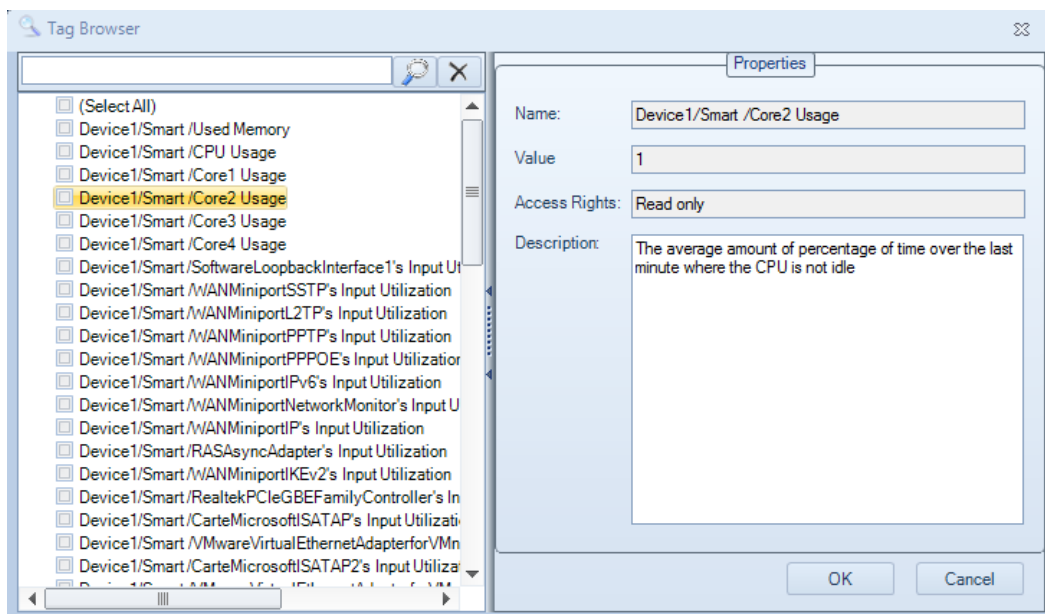 Tag Browser
(Select All)
Device1/Smart /Used Memory
Device1/Smart /CPU Usage
Device1/Smart /Core1 Usage
Device1/Smart /Core2 Usage
Device1/Smart /Core3 Usage
Device1/Smart /Core4 Usage
Device1/Smart /SoftwareLoopbackInterface1's Input Ut
Device1/Smart /WANMiniportSSTP's Input Utilization
Device1/Smart /WANMiniportL2TP's Input Utilization
Device1/Smart /WANMiniportPPTP's Input Utilization
Device1/Smart /WANMiniportPPPOE's Input Utilization
Device1/Smart /WANMiniportIPv6's Input Utilization
Device1/Smart /WANMiniportNetworkMonitor's Input U
Device1/Smart /WANMiniportIP's Input Utilization
Device1/Smart /RASAsyncAdapter's Input Utilization
Device1/Smart /WANMiniportIKEv2's Input Utilization
Device1/Smart /RealtekPCIeGBEFamilyController's In
Device1/Smart /CarteMicrosoftISATAP's Input Utilizati
Device1/Smart /VMwareVirtualEthernetAdapterforVMn
Device1/Smart /CarteMicrosoftISATAP2's Input Utiliza
Properties
Name: Device1/Smart /Core2 Usage
Value 1
Access Rights: Read only
Description: The average amount of percentage of time over the last
minute where the CPU is not idle
OK Cancel